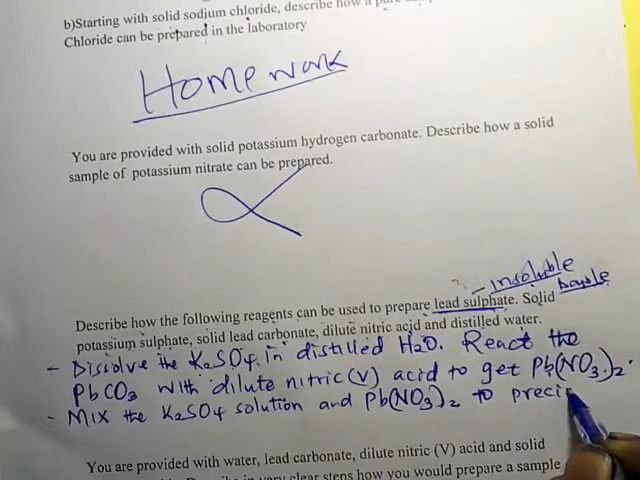 b)Starting with solid sodium chloride, describe how a pure
Chloride can be prepared in the laboratory
Homework
You are provided with solid potassium hydrogen carbonate. Describe how a solid
sample of potassium nitrate can be prepared.
- Insoluble
Describe how the following reagents can be used to prepare lead sulphate. Solid
potassium sulphate, solid lead carbonate, dilute nitric acid and distilled water.
- Dissolve the K2SO4 in distilled H2O. React the
PbCO3 with dilute nitric (V) acid to get Pb(NO3)2.
- Mix the K2SO4 solution and Pb(NO3)2 to preci
You are provided with water, lead carbonate, dilute nitric (V) acid and solid
in very clear steps how you would prepare a sample